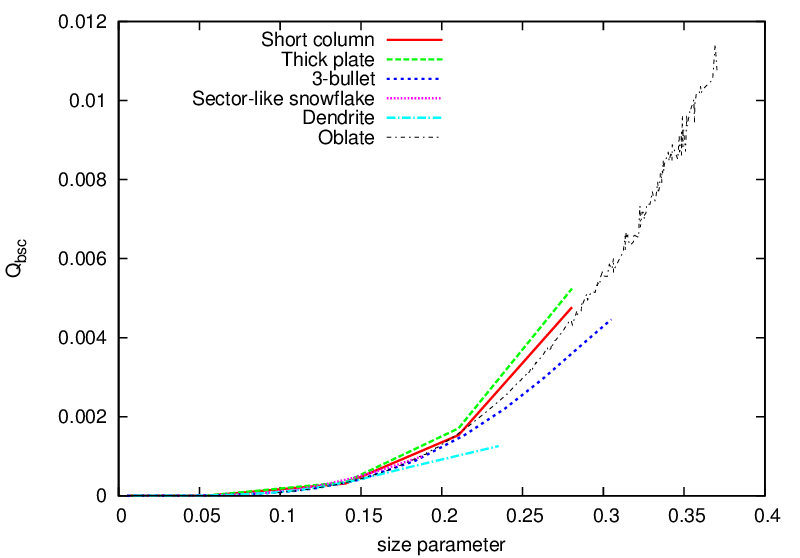 0.012
0.01
0.008
0.006
0.004
0.002
0
Qbsc
Short column
Thick plate
3-bullet
Sector-like snowflake
Dendrite
Oblate
0 0.05 0.1 0.15 0.2 0.25 0.3 0.35 0.4
size parameter